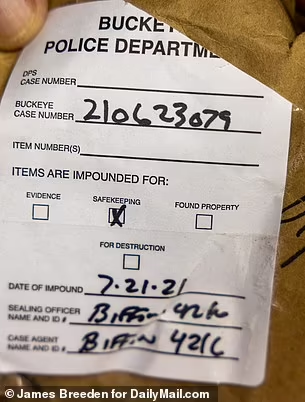 BUCKEY
POLICE DEPARTME
DPS
CASE NUMBER
BUCKEYE
CASE NUMBER 210623079
ITEM NUMBER(S)
ITEMS ARE IMPOUNDED FOR:
EVIDENCE SAFEKEEPING FOUND PROPERTY
X
FOR DESTRUCTION
DATE OF IMPOUND 7.21.21
SEALING OFFICER
NAME AND ID #
CASE AGENT
NAME AND ID #
© James Breeden for DailyMail.com